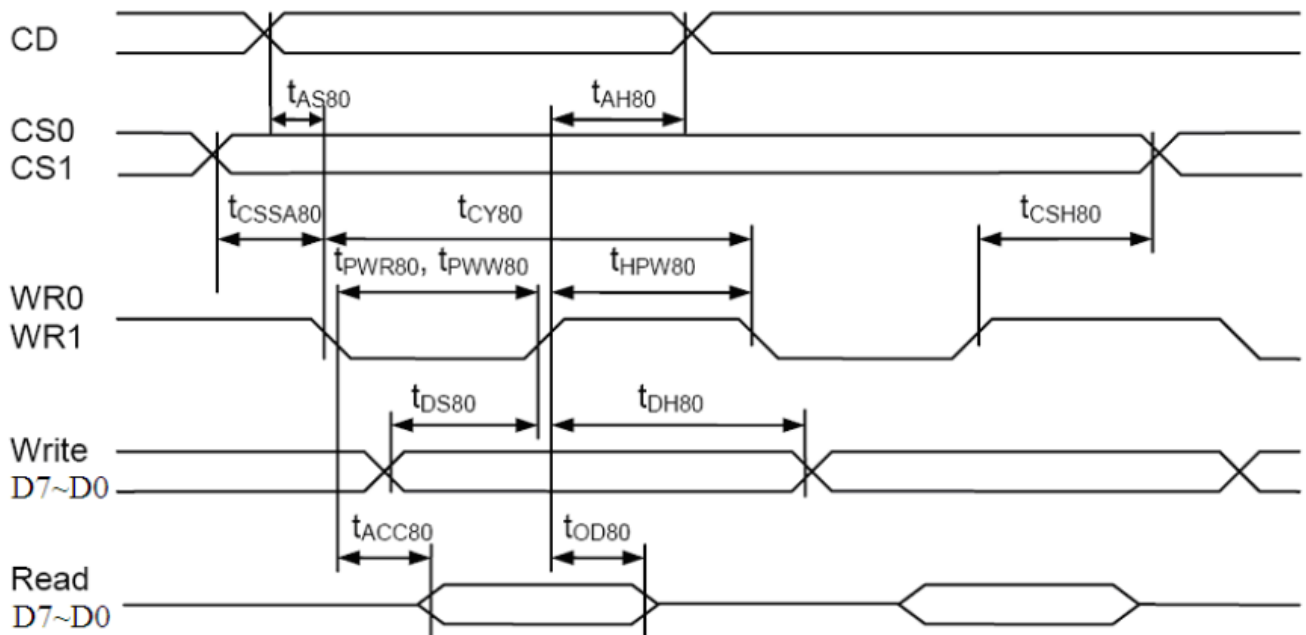 CD
tAS80
tAH80
CS0
CS1
tCSSA80
tCY80
tCSH80
tPWR80, tPWW80
tHPW80
WR0
WR1
tDS80
tDH80
Write
D7~D0
tACC80
tOD80
Read
D7~D0